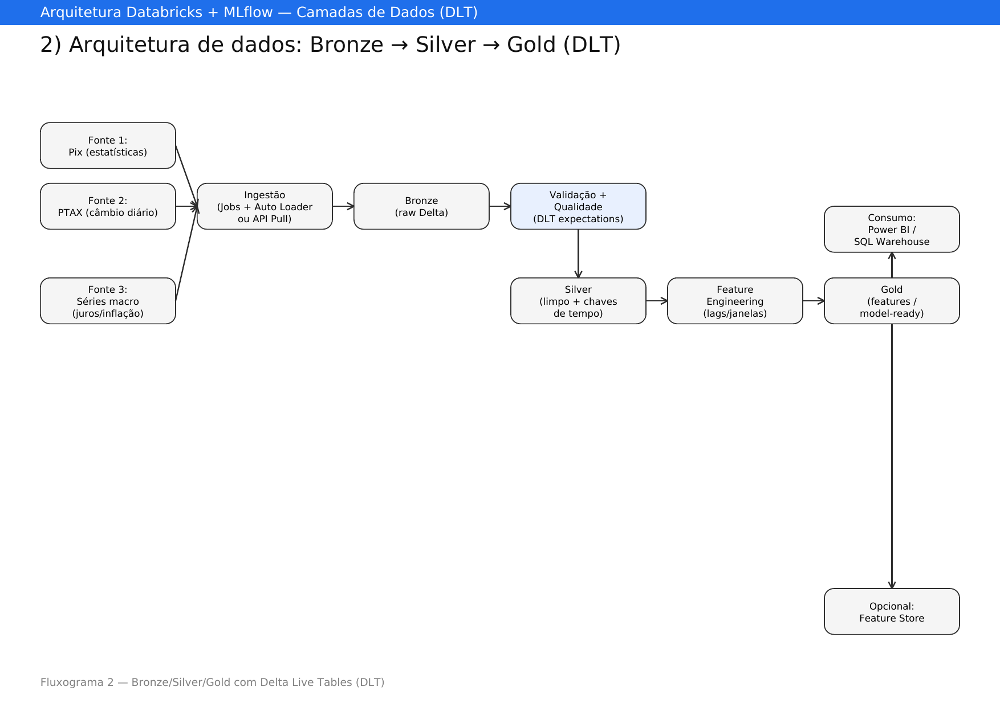 Arquitetura Databricks + MLflow — Camadas de Dados (DLT)
2) Arquitetura de dados: Bronze → Silver → Gold (DLT)
Fonte 1:
Pix (estatísticas)
Fonte 2:
PTAX (câmbio diário)
Fonte 3:
Séries macro
(juros/inflação)
Ingestão
(Jobs + Auto Loader
ou API Pull)
Bronze
(raw Delta)
Validação +
Qualidade
(DLT expectations)
Silver
(limpo + chaves
de tempo)
Feature
Engineering
(lags/janelas)
Consumo:
Power BI /
SQL Warehouse
Gold
(features /
model-ready)
Opcional:
Feature Store
Fluxograma 2 — Bronze/Silver/Gold com Delta Live Tables (DLT)